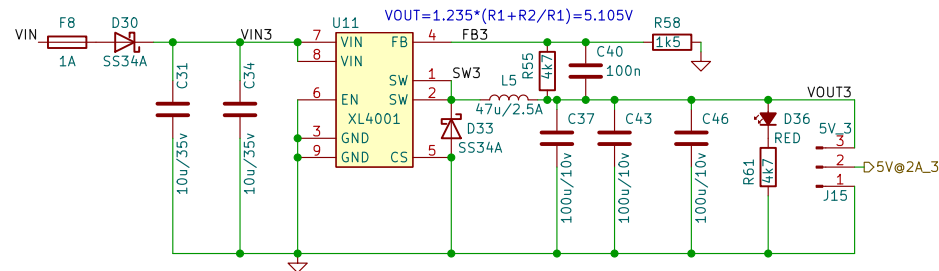 VOUT=1.235*(R1+R2/R1)=5.105V
VIN
F8
1A
D30
SS34A
VIN3
C31
10u/35v
C34
10u/35v
U11
7
VIN
8
VIN
6
EN
XL4001
3
GND
9
GND
FB
4
SW
1
SW
2
CS
5
FB3
SW3
D33
SS34A
L5
47u/2.5A
R55
4k7
C40
100n
R58
1k5
C37
100u/10v
C43
100u/10v
C46
100u/10v
D36
RED
R61
4k7
VOUT3
5V_3
3
2
1
J15
5V@2A_3